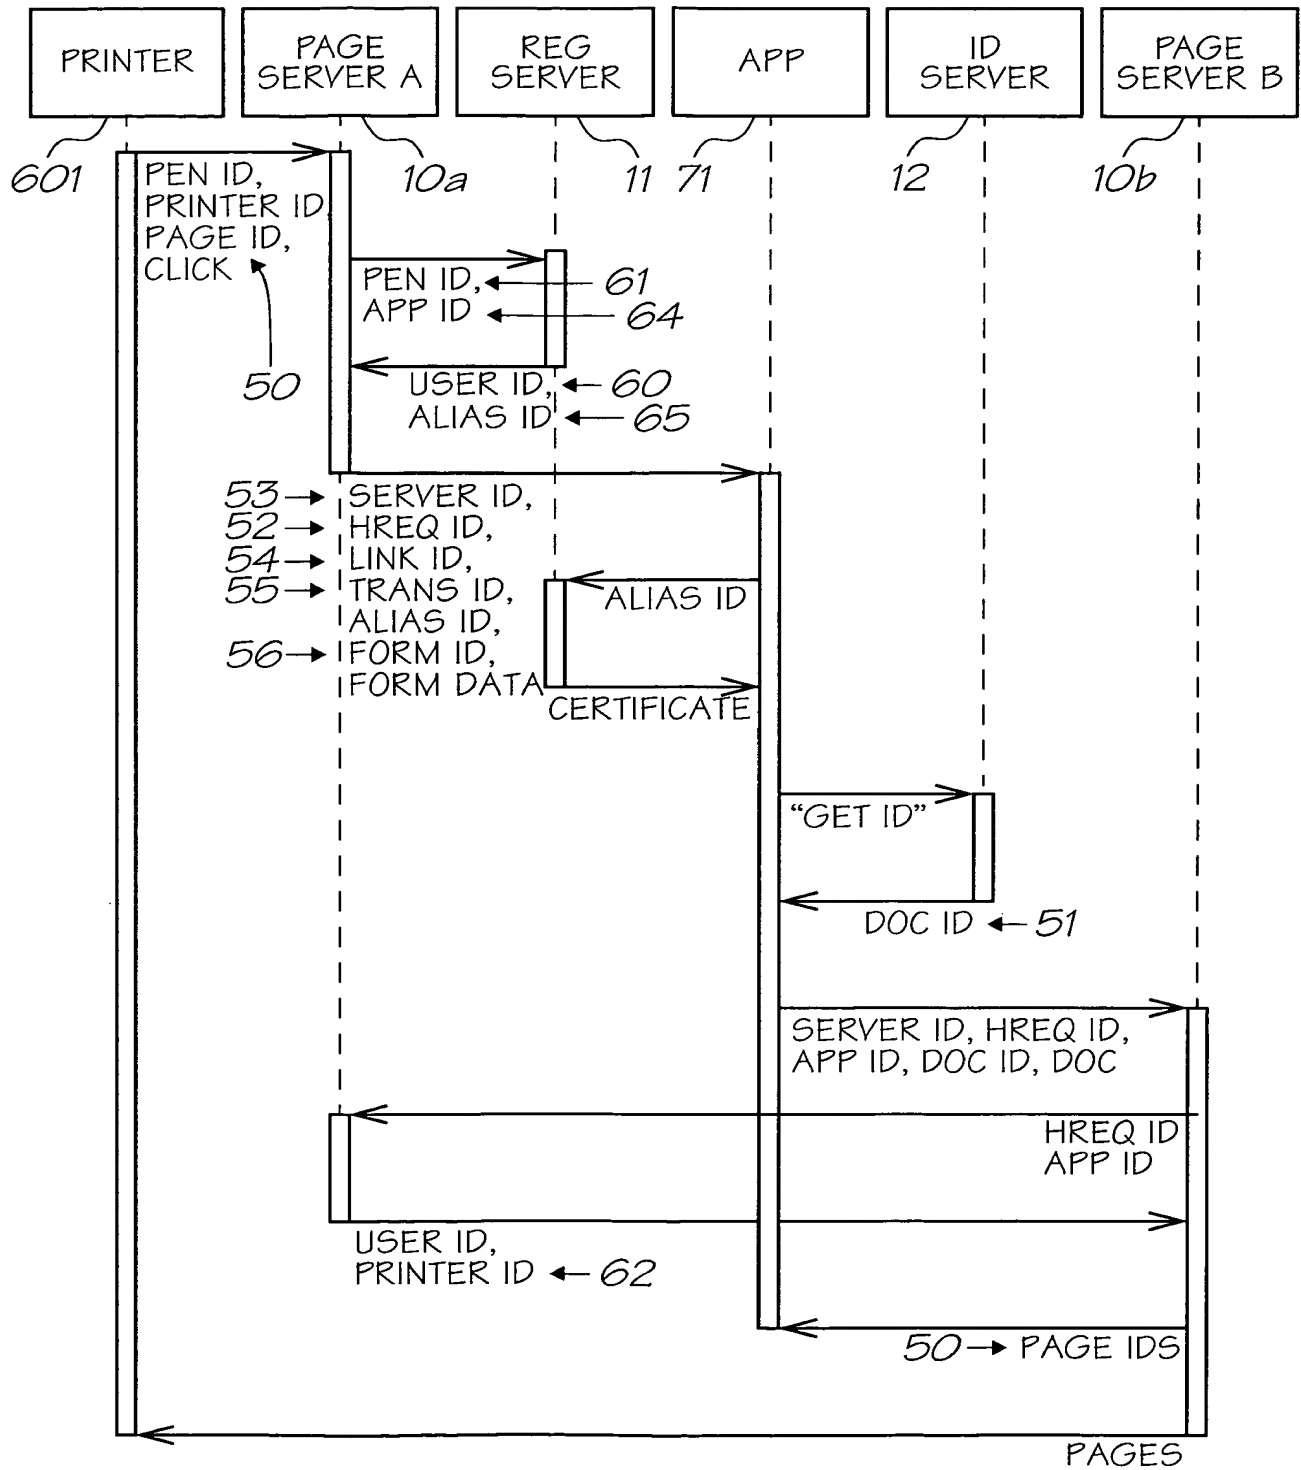 PRINTER
PAGE
SERVER A
REG
SERVER
APP
ID
SERVER
PAGE
SERVER B
601
10a
11
71
12
10b
PEN ID,
PRINTER ID
PAGE ID,
CLICK
50
PEN ID, 61
APP ID 64
USER ID, 60
ALIAS ID 65
53 SERVER ID,
52 HREQ ID,
54 LINK ID,
55 TRANS ID,
ALIAS ID,
56 FORM ID,
FORM DATA
ALIAS ID
CERTIFICATE
“GET ID”
DOC ID 51
SERVER ID, HREQ ID,
APP ID, DOC ID, DOC
HREQ ID
APP ID
USER ID,
PRINTER ID 62
50 PAGE IDS
PAGES